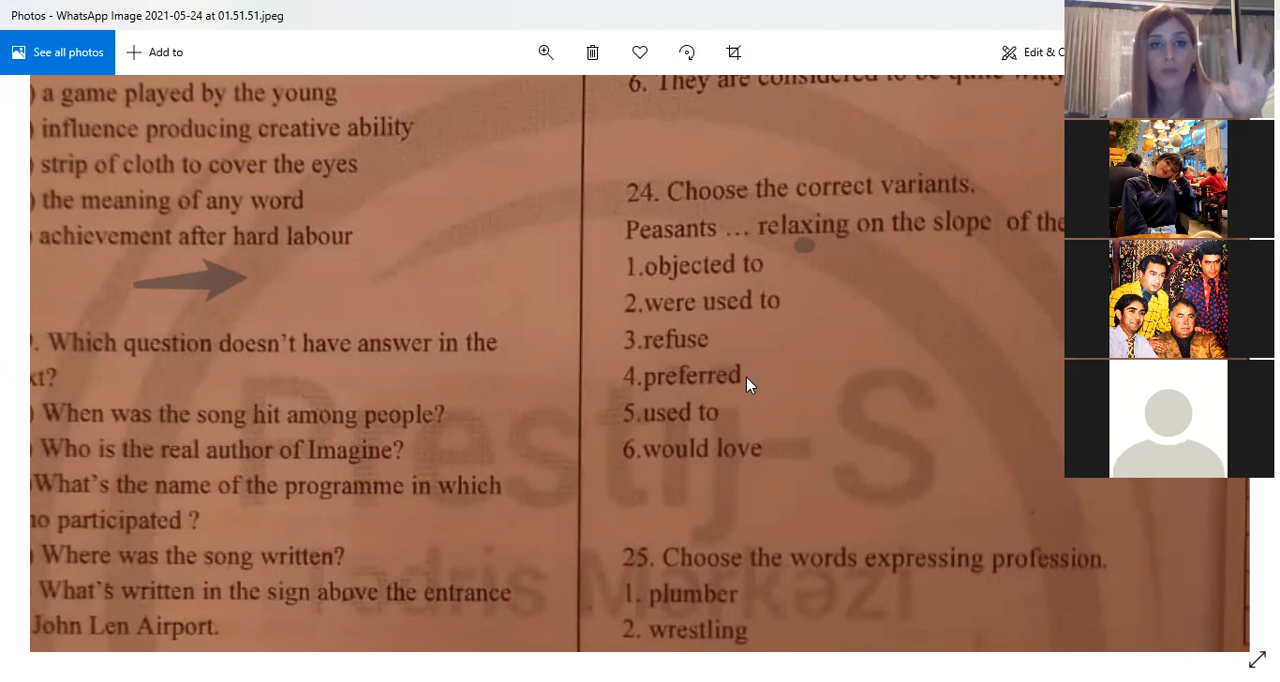 Photos - WhatsApp Image 2021-05-24 at 01.51.51.jpeg
See all photos
Add to
Edit & C
) a game played by the young
) influence producing creative ability
) strip of cloth to cover the eyes
) the meaning of any word
) achievement after hard labour
. Which question doesn't have answer in the
xt?
) When was the song hit among people?
) Who is the real author of Imagine?
)What's the name of the programme in which
no participated ?
) Where was the song written?
What's written in the sign above the entrance
John Len Airport.
6. They are considered to be quite
24. Choose the correct variants.
Peasants ... relaxing on the slope of the
1.objected to
2.were used to
3.refuse
4.preferred
5.used to
6.would love
25. Choose the words expressing profession.
1. plumber
2. wrestling
Prestij-S
Tədris Mərkəzi